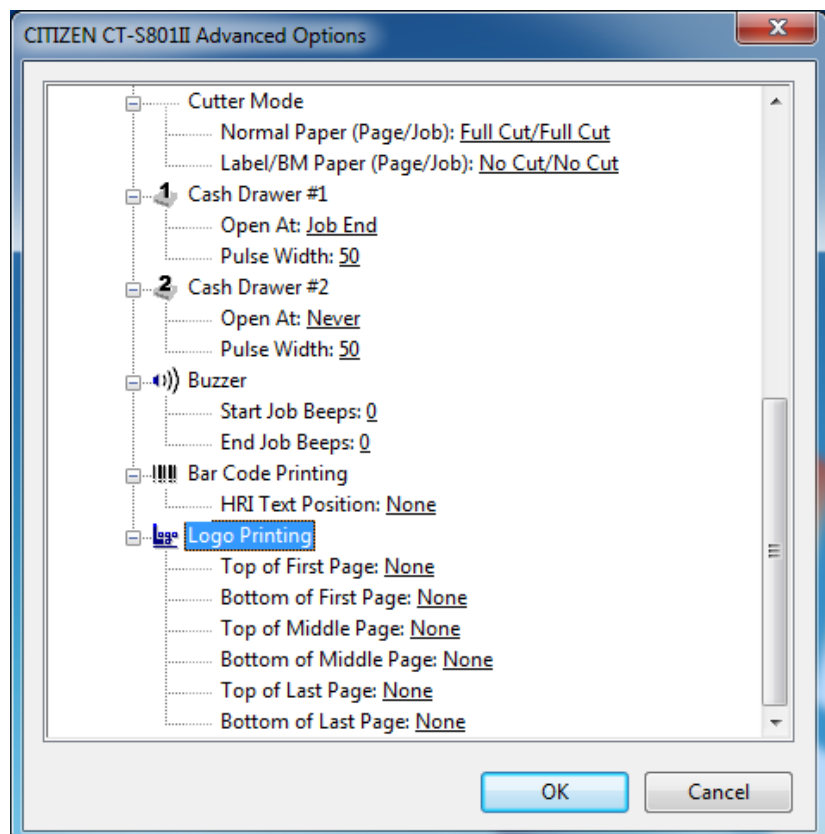 CITIZEN CT-S801II Advanced Options
Cutter Mode
Normal Paper (Page/Job): Full Cut/Full Cut
Label/BM Paper (Page/Job): No Cut/No Cut
1 Cash Drawer #1
Open At: Job End
Pulse Width: 50
2 Cash Drawer #2
Open At: Never
Pulse Width: 50
Buzzer
Start Job Beeps: 0
End Job Beeps: 0
Bar Code Printing
HRI Text Position: None
Logo Logo Printing
Top of First Page: None
Bottom of First Page: None
Top of Middle Page: None
Bottom of Middle Page: None
Top of Last Page: None
Bottom of Last Page: None
OK Cancel